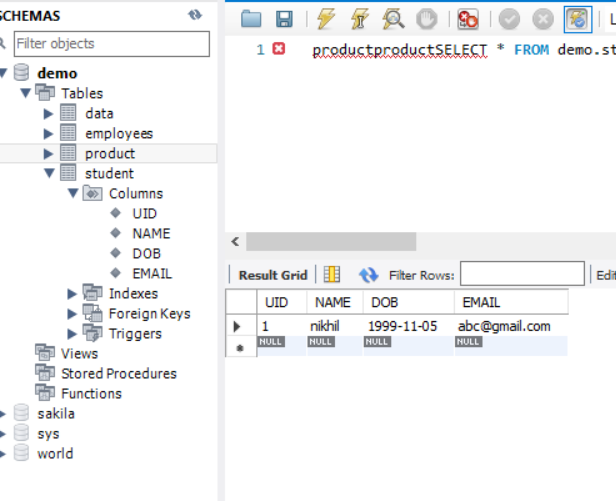 SCHEMAS
Filter objects
demo
Tables
data
employees
product
student
Columns
UID
NAME
DOB
EMAIL
Indexes
Foreign Keys
Triggers
Views
Stored Procedures
Functions
sakila
sys
world
L
1 productproductSELECT * FROM demo.st
Result Grid Filter Rows: Edit
UID NAME DOB EMAIL
1 nikhil 1999-11-05 abc@gmail.com
NULL NULL NULL NULL